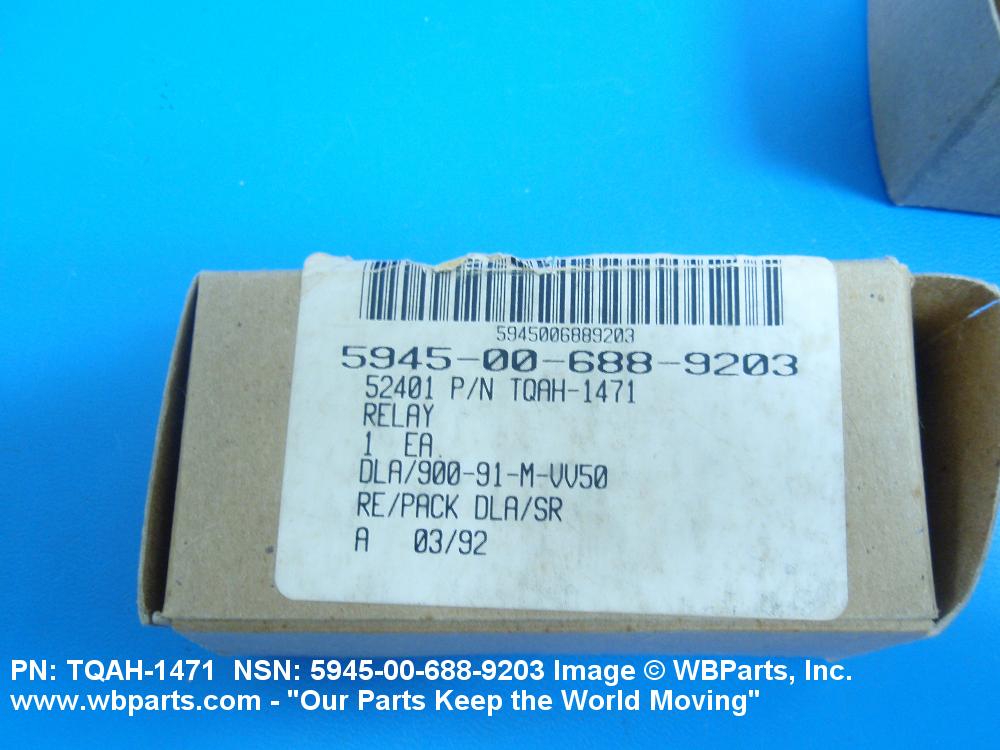 5945006889203
5945-00-688-9203
52401 P/N TQAH-1471
RELAY
1 EA
DLA/900-91-M-VV50
RE/PACK DLA/SR
A 03/92
PN: TQAH-1471 NSN: 5945-00-688-9203 Image © WBParts, Inc.
www.wbparts.com - "Our Parts Keep the World Moving"